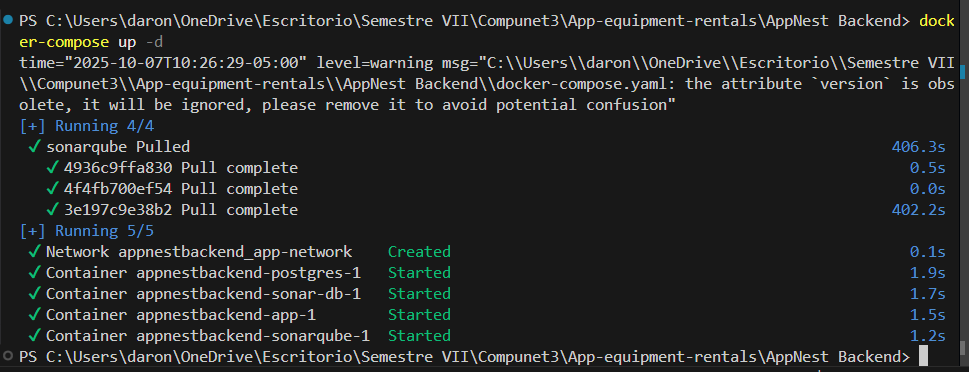 PS C:\Users\daron\OneDrive\Escritorio\Semestre VII\Compunet3\App-equipment-rentals\AppNest Backend> dock
er-compose up -d
time="2025-10-07T10:26:29-05:00" level=warning msg="C:\\Users\\daron\\OneDrive\\Escritorio\\Semestre VII
\\Compunet3\\App-equipment-rentals\\AppNest Backend\\docker-compose.yaml: the attribute `version` is obs
olete, it will be ignored, please remove it to avoid potential confusion"
[+] Running 4/4
✓ sonarqube Pulled 406.3s
✓ 4936c9ffa830 Pull complete 0.5s
✓ 4f4fb700ef54 Pull complete 0.0s
✓ 3e197c9e38b2 Pull complete 402.2s
[+] Running 5/5
✓ Network appnestbackend_app-network Created 0.1s
✓ Container appnestbackend-postgres-1 Started 1.9s
✓ Container appnestbackend-sonar-db-1 Started 1.7s
✓ Container appnestbackend-app-1 Started 1.5s
✓ Container appnestbackend-sonarqube-1 Started 1.2s
PS C:\Users\daron\OneDrive\Escritorio\Semestre VII\Compunet3\App-equipment-rentals\AppNest Backend>